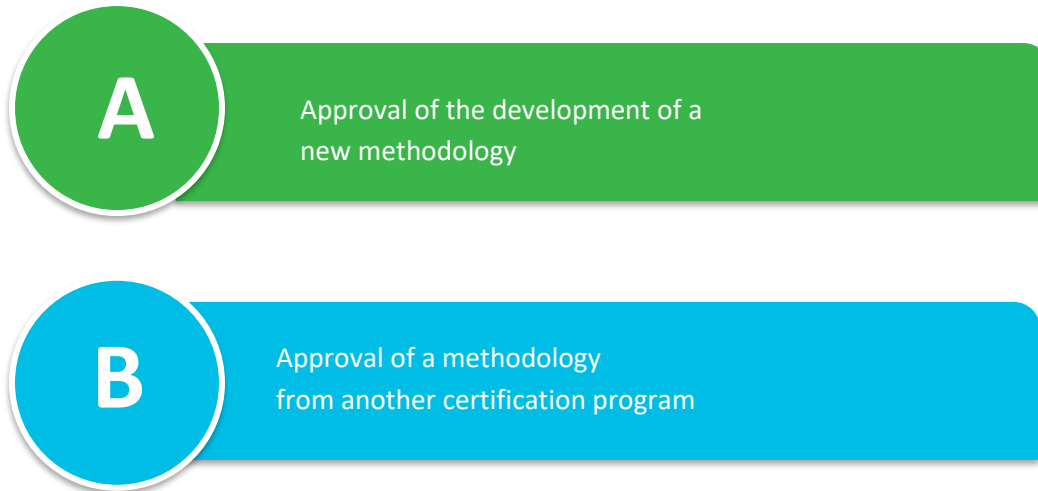 A
Approval of the development of a
new methodology
B
Approval of a methodology
from another certification program